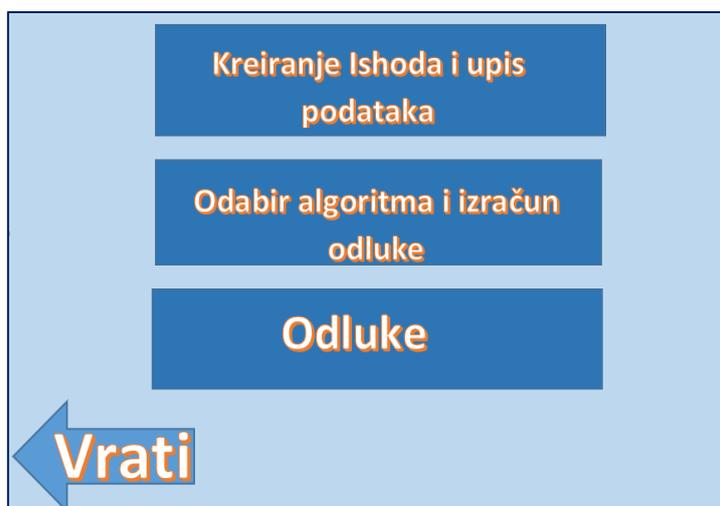 Kreiranje Ishoda i upis
podataka
Odabir algoritma i izračun
odluke
Odluke
Vrati